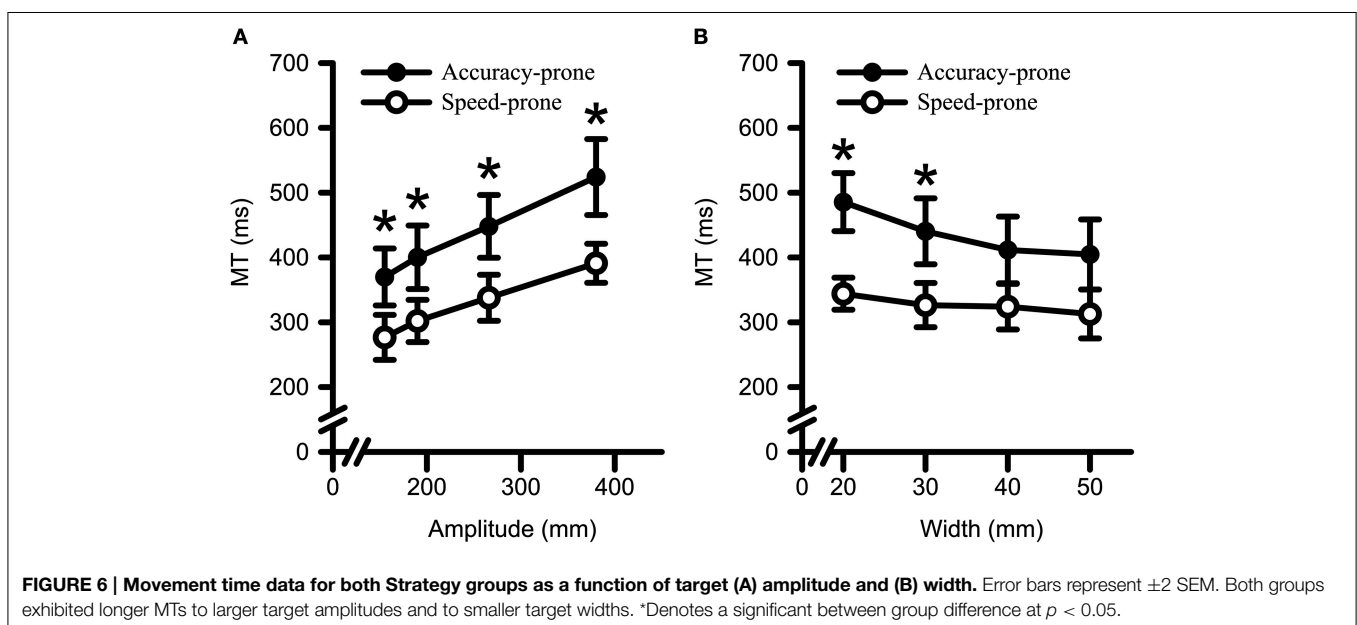 A
700
600
500
400
300
200
0
MT (ms)
Accuracy-prone
Speed-prone
* * * *
0 200 300 400
Amplitude (mm)
B
700
600
500
400
300
200
0
MT (ms)
Accuracy-prone
Speed-prone
* *
0 20 30 40 50
Width (mm)
FIGURE 6 | Movement time data for both Strategy groups as a function of target (A) amplitude and (B) width. Error bars represent ±2 SEM. Both groups
exhibited longer MTs to larger target amplitudes and to smaller target widths. *Denotes a significant between group difference at p < 0.05.